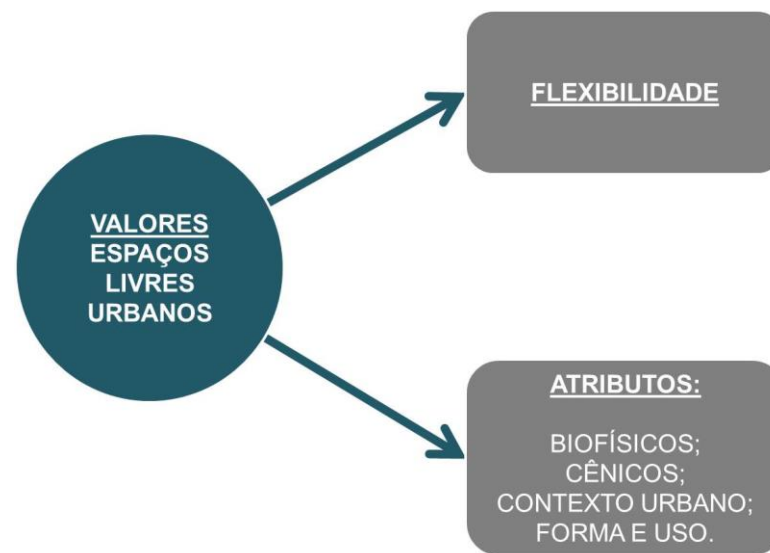 VALORES
ESPAÇOS
LIVRES
URBANOS
FLEXIBILIDADE
ATRIBUTOS:
BIOFÍSICOS;
CÊNICOS;
CONTEXTO URBANO;
FORMA E USO.